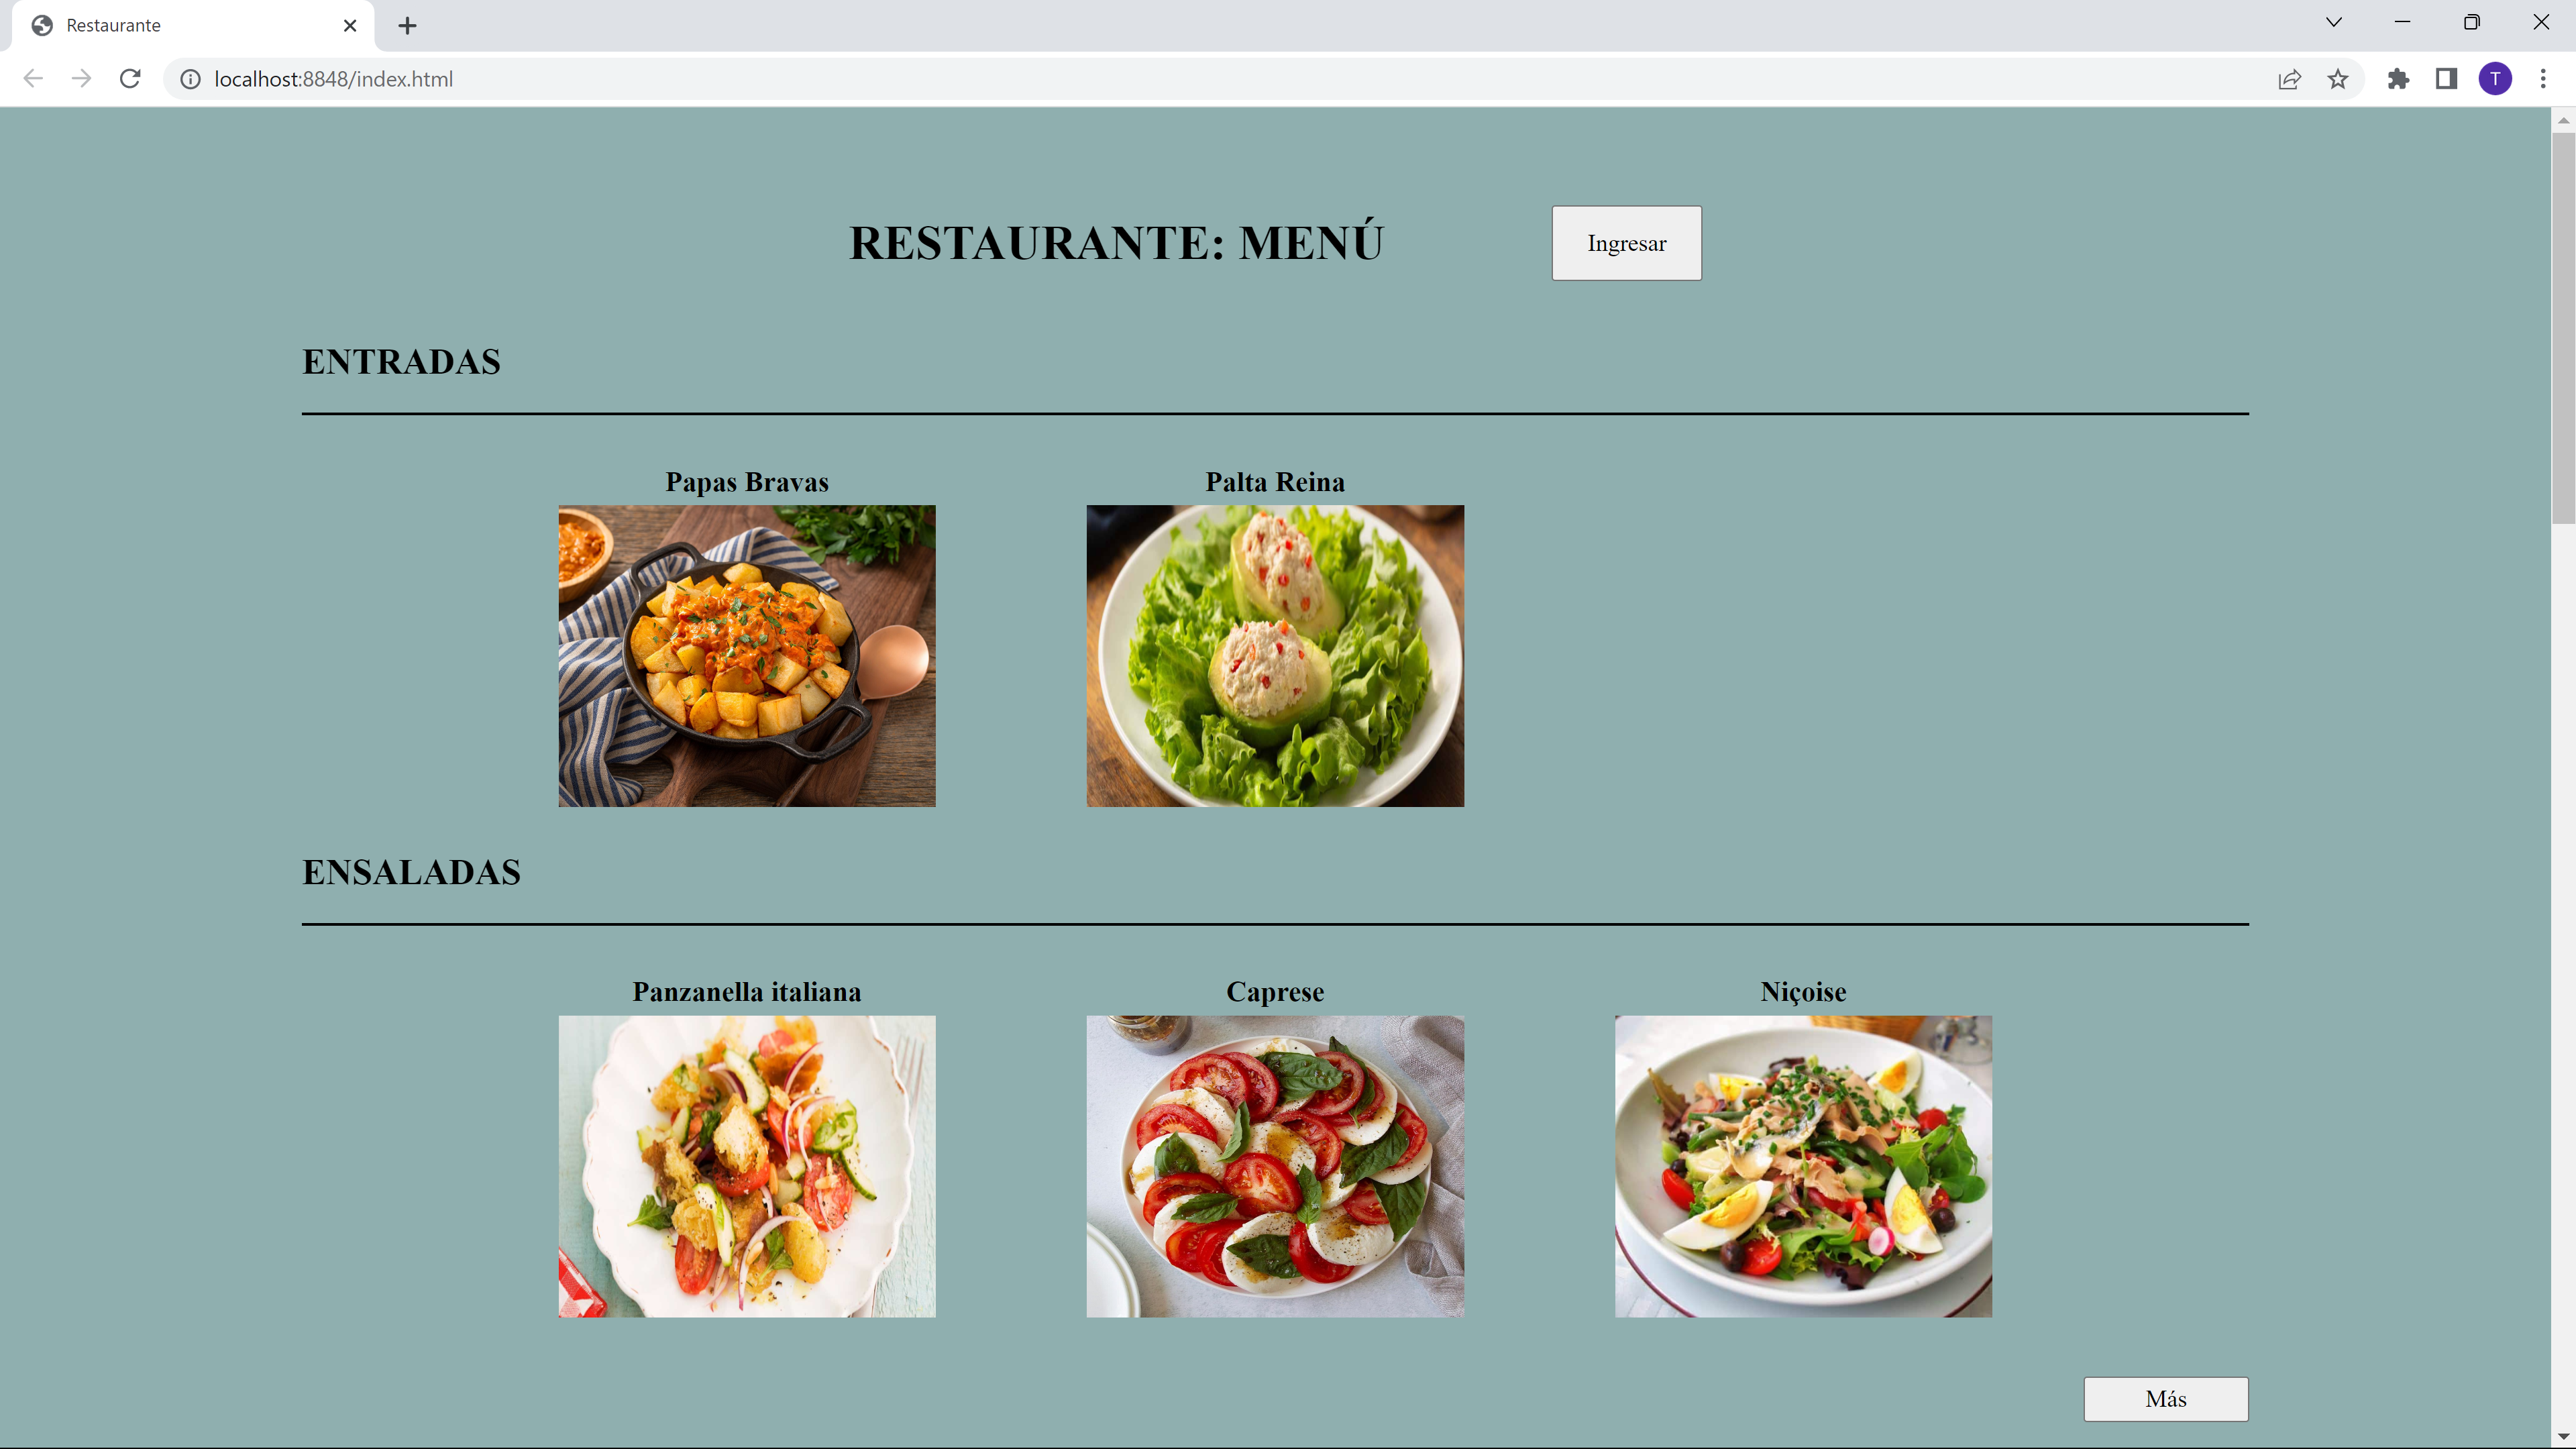 Restaurante
localhost:8848/index.html
T
RESTAURANTE: MENÚ
Ingresar
ENTRADAS
Papas Bravas
Palta Reina
ENSALADAS
Panzanella italiana
Caprese
Niçoise
Más